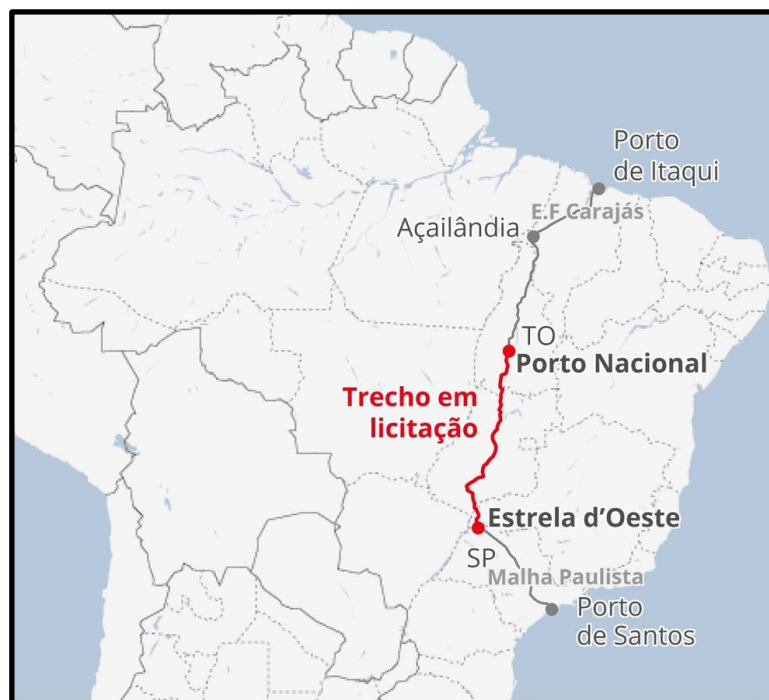 Porto
de Itaqui
E.F Carajás
Açailândia
TO
Porto Nacional
Trecho em
licitação
Estrela d’Oeste
SP
Malha Paulista
Porto
de Santos